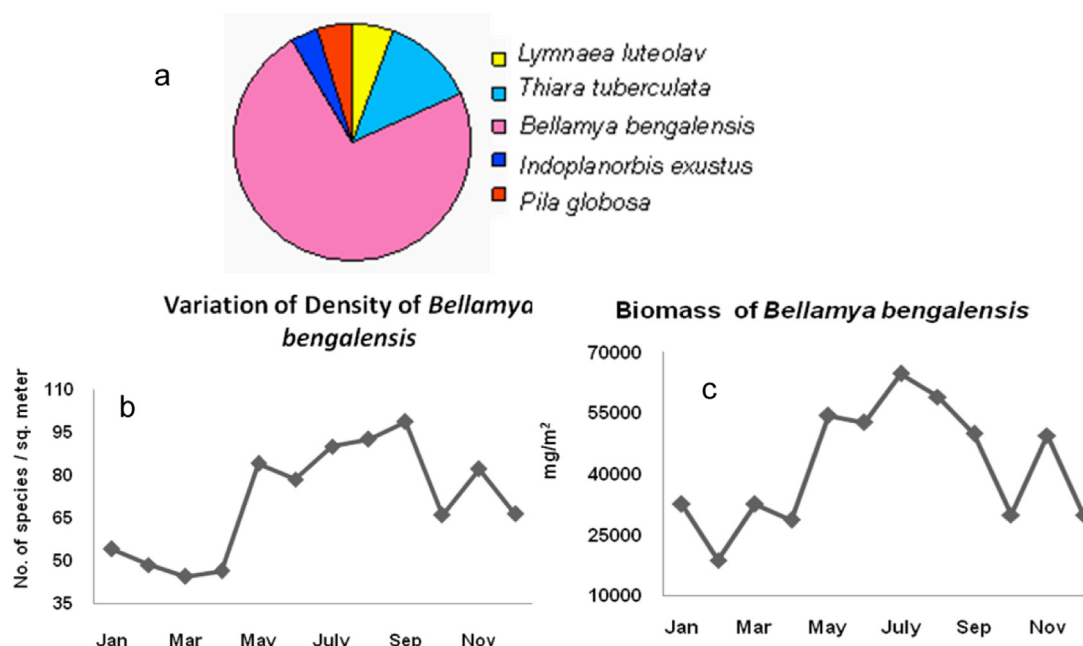 a
Lymnaea luteolav
Thiara tuberculata
Bellamya bengalensis
Indoplanorbis exustus
Pila globosa
Variation of Density of Bellamya
bengalensis
b
No. of species / sq. meter
110
95
80
65
50
35
Jan Mar May July Sep Nov
Biomass of Bellamya bengalensis
c
mg/m²
70000
55000
40000
25000
10000
Jan Mar May July Sep Nov